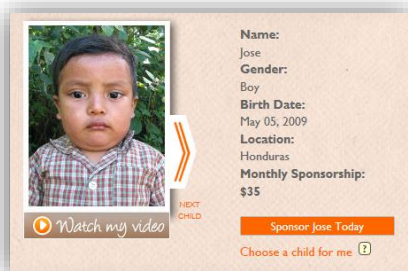 Name:
Jose
Gender:
Boy
Birth Date:
May 05, 2009
Location:
Honduras
Monthly Sponsorship:
$35
Watch my video
NEXT
CHILD
Sponsor Jose Today
Choose a child for me ?